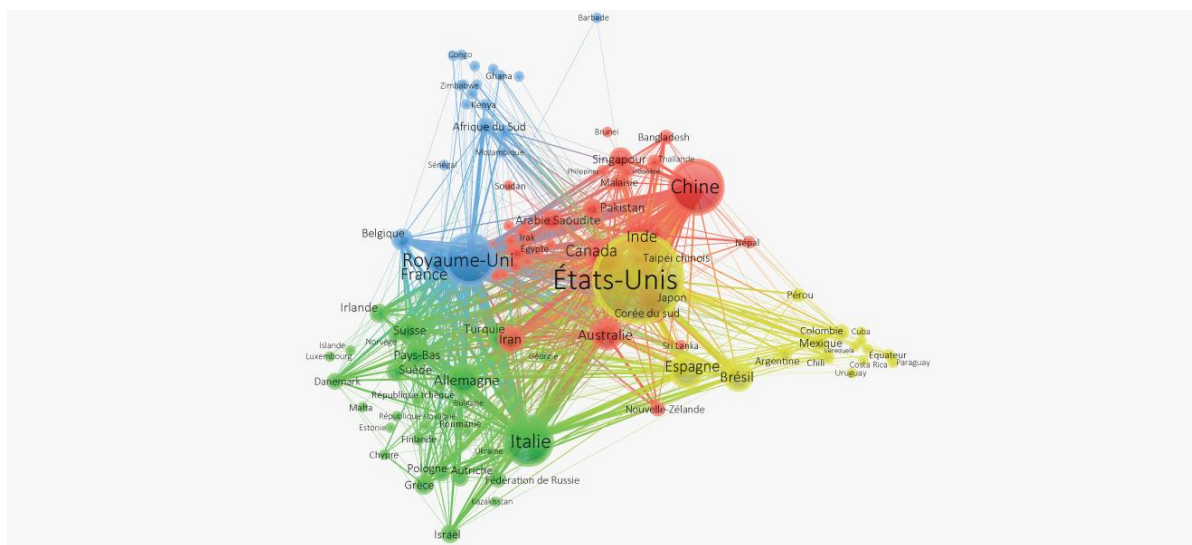 Barbade
Congo
Ghana
Zimbabwe
Kenya
Afrique du Sud
Brunei
Bangladesh
Mozambique
Singapour
Thaïlande
Sénégal
Philippines
Indonésie
Malaisie
Soudan
Chine
Pakistan
Arabie Saoudite
Belgique
Irak
Inde
Népal
Égypte
Canada
Royaume-Uni
Taipei chinois
France
États-Unis
Pérou
Japon
Irlande
Corée du sud
Suisse
Turquie
Australie
Colombie
Cuba
Iran
Norvège
Mexique
Islande
Sri Lanka
Venezuela
Luxembourg
Pays-Bas
Géorgie
Equateur
Argentine
Chili
Paraguay
Suède
Espagne
Costa Rica
Uruguay
Danemark
Allemagne
Brésil
République tchèque
Bulgarie
Malta
Nouvelle-Zélande
République slovaque
Estonie
Roumanie
Finlande
Italie
Ukraine
Chypre
Pologne
Autriche
Grèce
Fédération de Russie
Kazakhstan
Israël